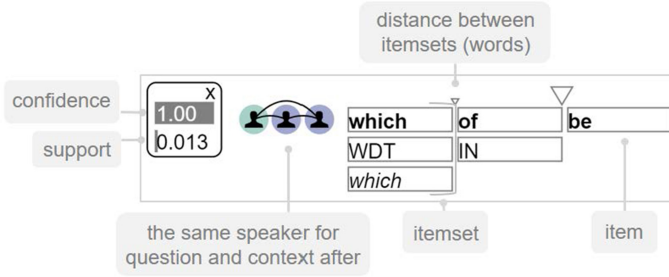 distance between
itemsets (words)
confidence
support
x
1.00
0.013
which
of
be
WDT
IN
which
the same speaker for
question and context after
itemset
item